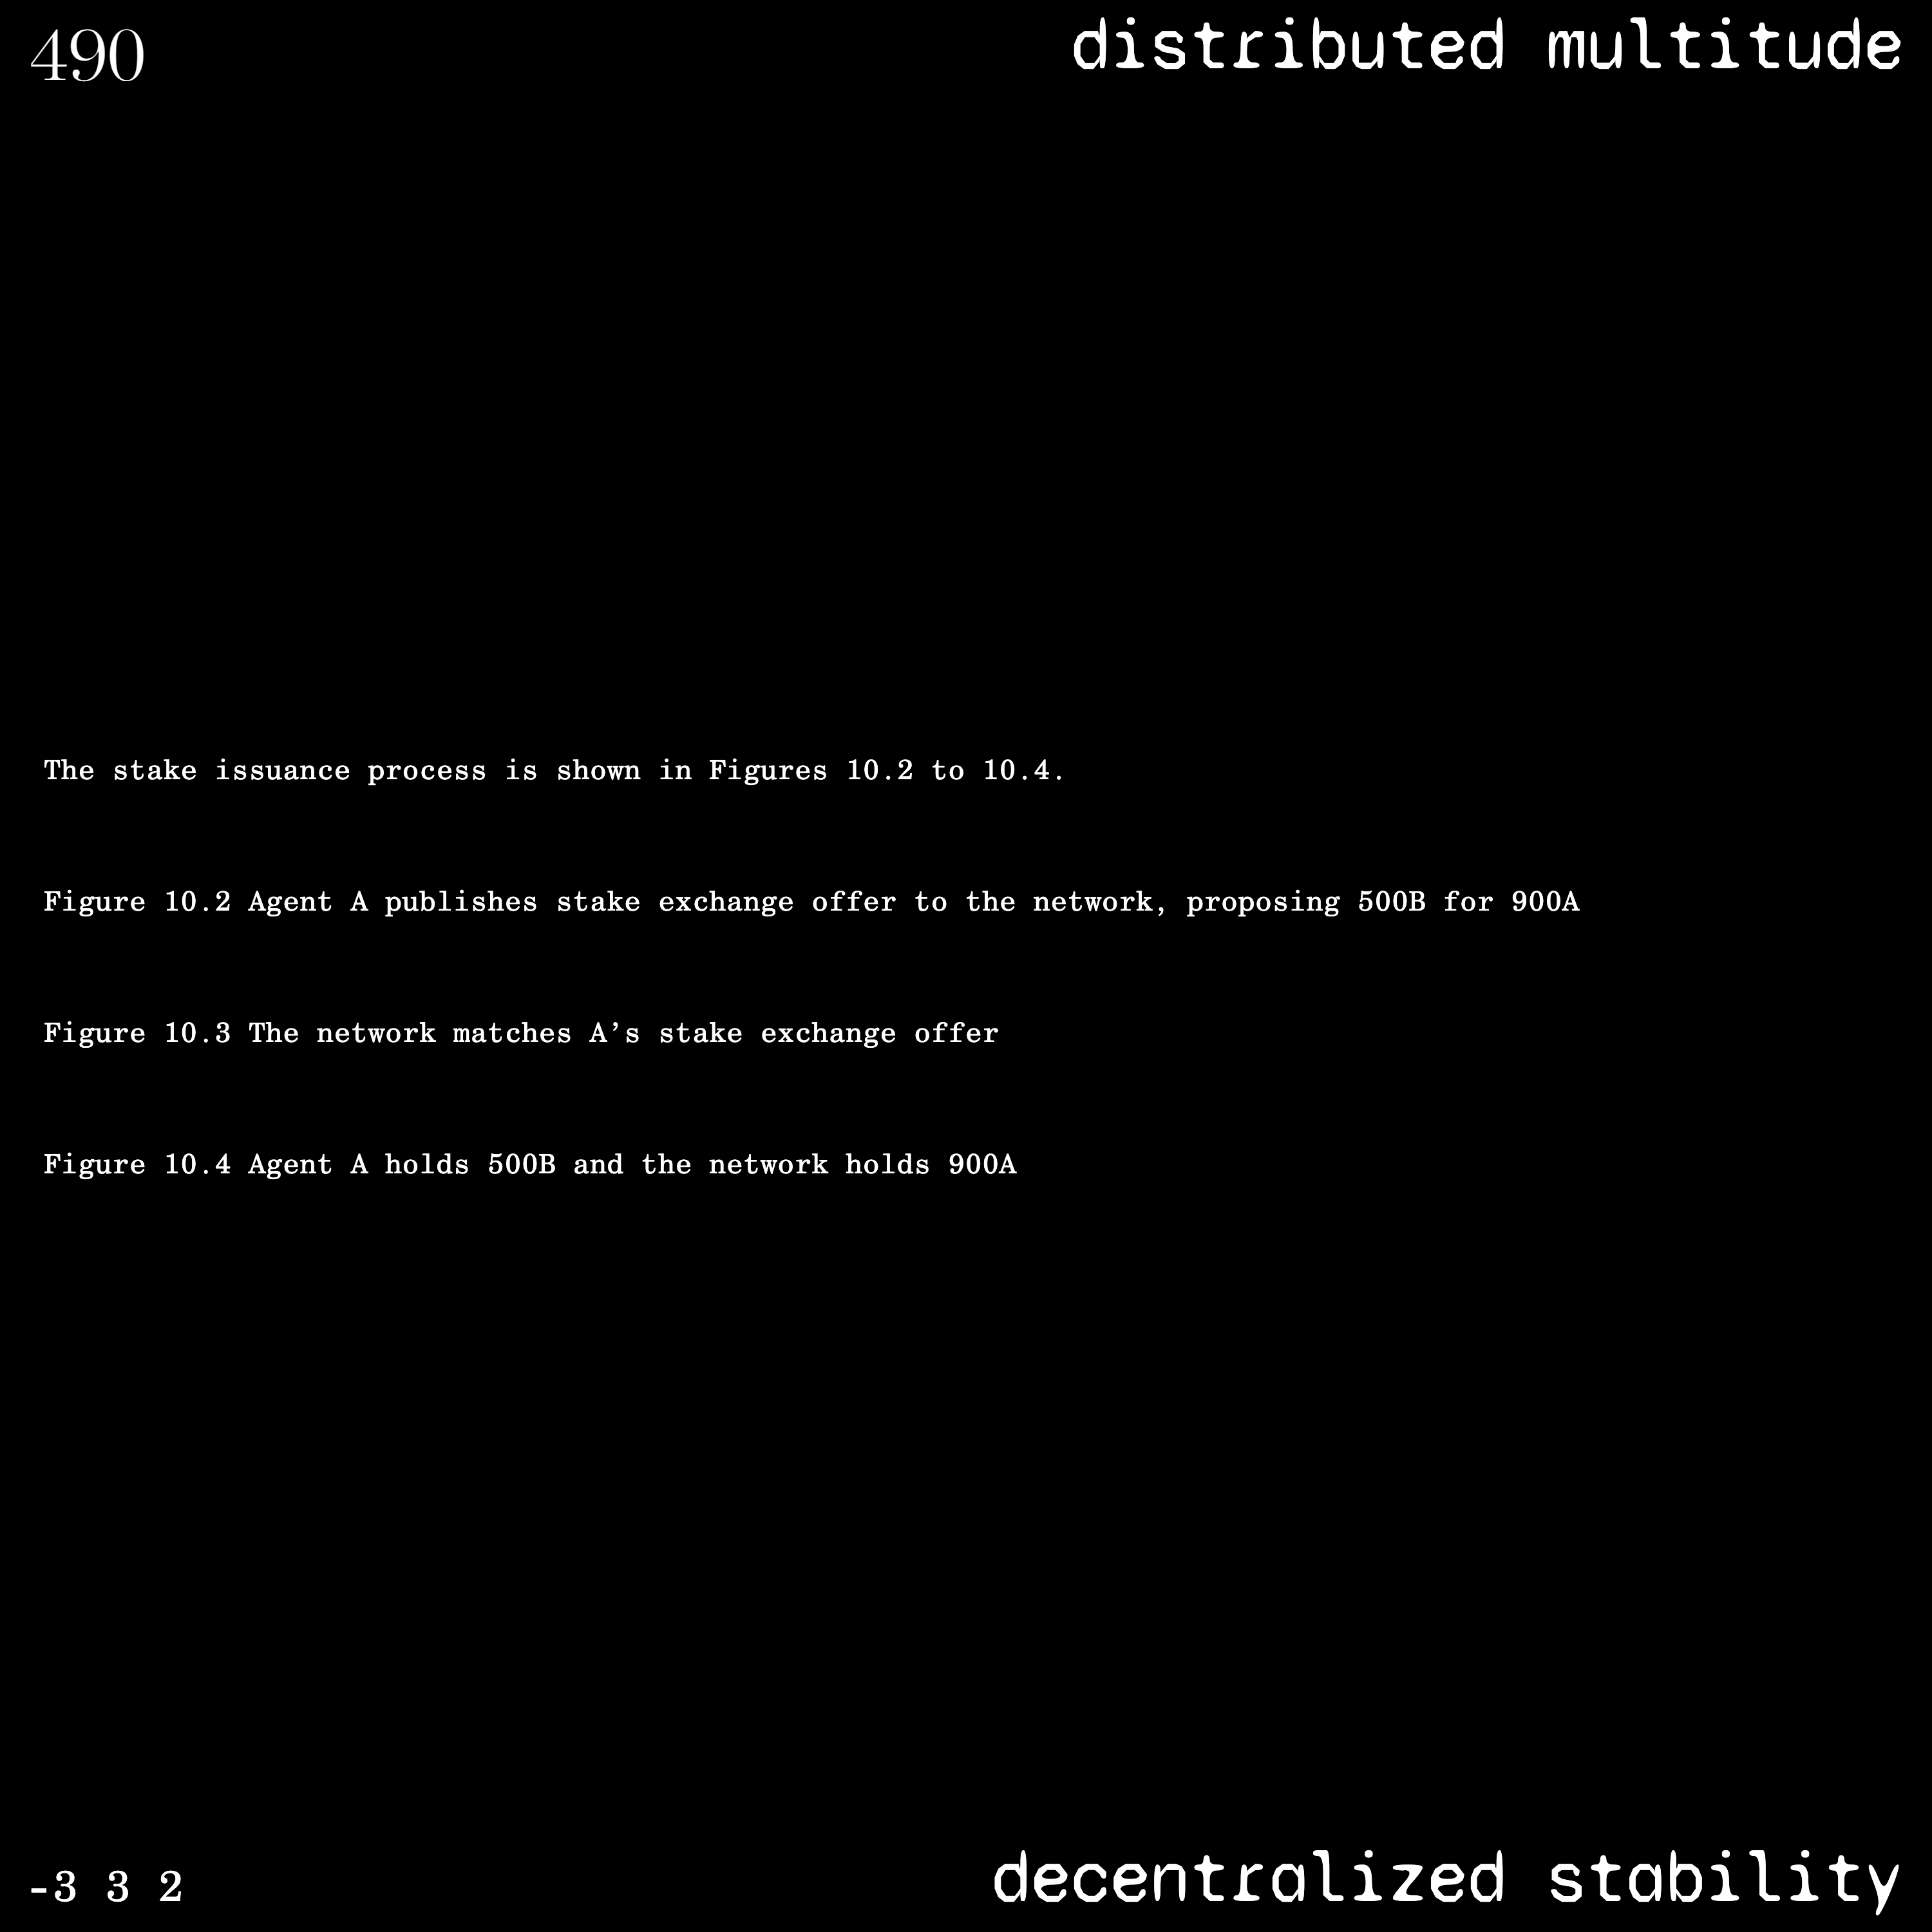 490
distributed multitude
The stake issuance process is shown in Figures 10.2 to 10.4.
Figure 10.2 Agent A publishes stake exchange offer to the network, proposing 500B for 900A
Figure 10.3 The network matches A's stake exchange offer
Figure 10.4 Agent A holds 500B and the network holds 900A
-3 3 2
decentralized stability